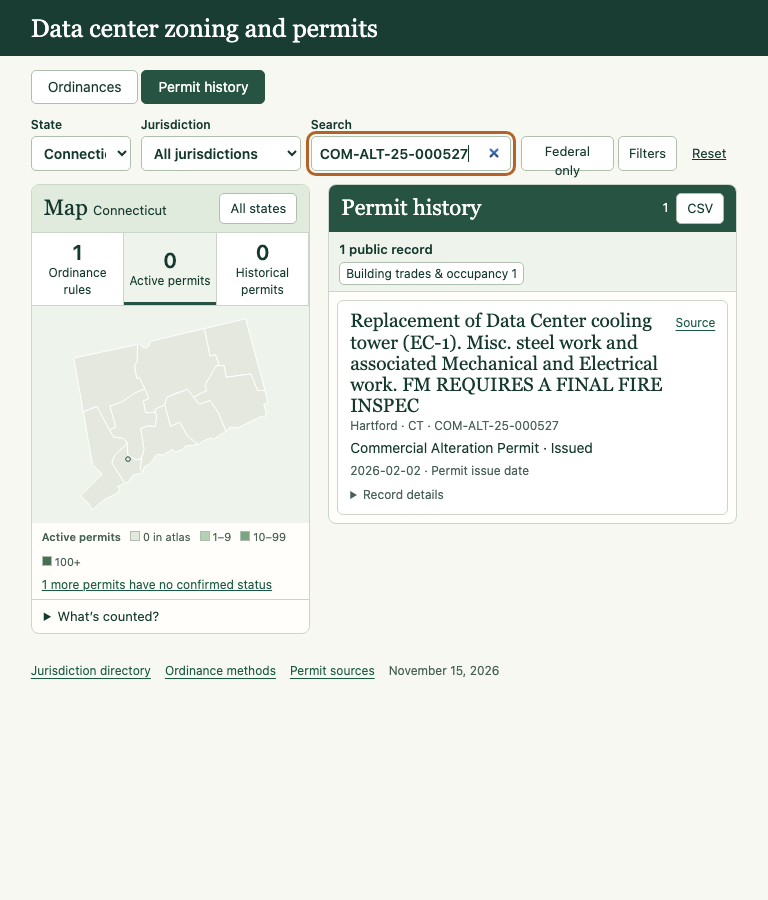 Data center zoning and permits
Ordinances
Permit history
State
Jurisdiction
Search
All jurisdictions
COM-ALT-25-000527
Federal
only
Filters
Reset
Map Connecticut
All states
1
Ordinance
rules
0
Active permits
0
Historical
permits
Active permits
0 in atlas
1–9
10–99
100+
1 more permits have no confirmed status
What's counted?
Permit history
1
CSV
1 public record
Building trades & occupancy 1
Replacement of Data Center cooling
tower (EC-1). Misc. steel work and
associated Mechanical and Electrical
work. FM REQUIRES A FINAL FIRE
INSPEC
Source
Hartford · CT · COM-ALT-25-000527
Commercial Alteration Permit · Issued
2026-02-02 · Permit issue date
Record details
Jurisdiction directory
Ordinance methods
Permit sources
November 15, 2026